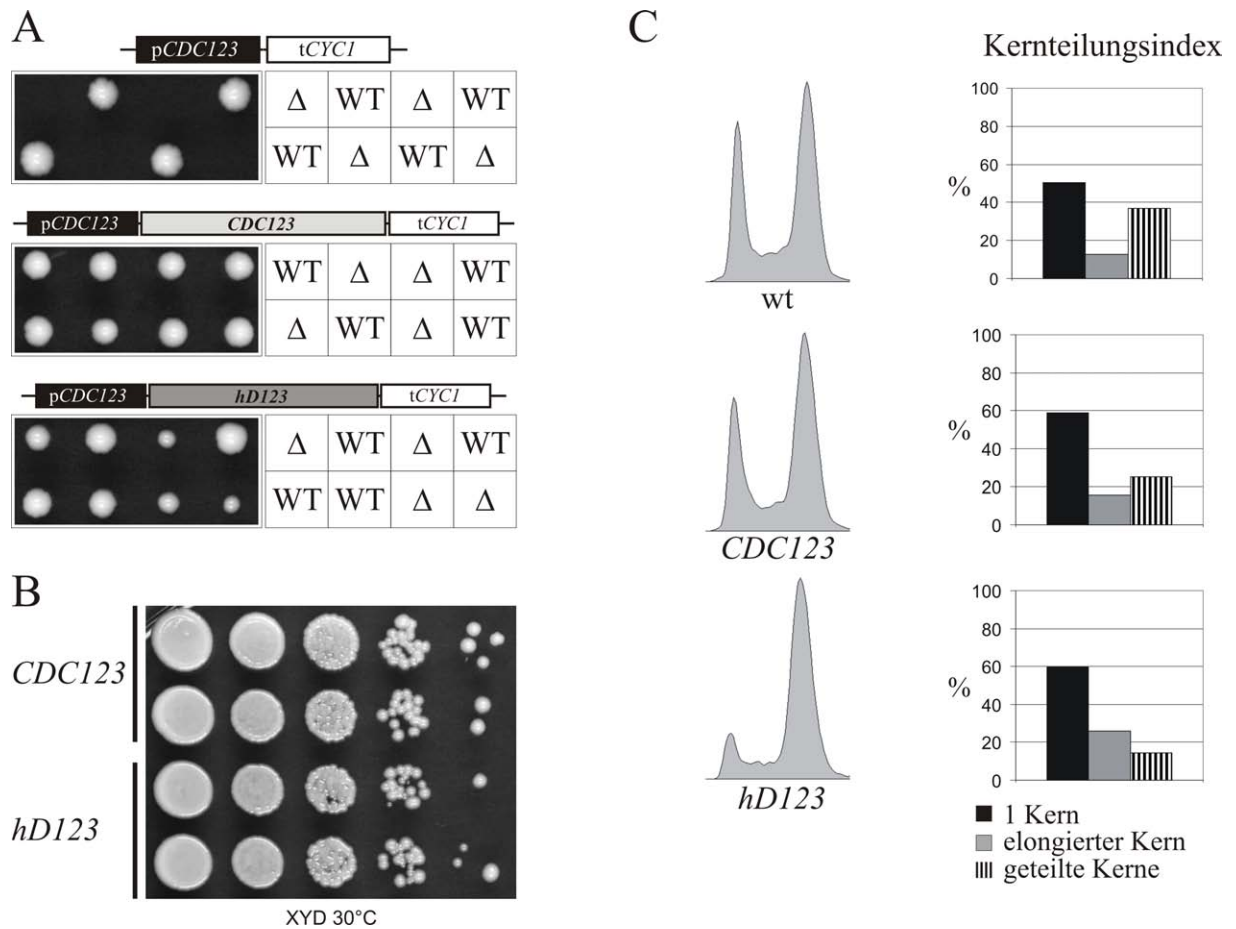 A
pCDC123 tCYC1
Δ WT Δ WT
WT Δ WT Δ
pCDC123 CDC123 tCYC1
WT Δ Δ WT
Δ WT Δ WT
pCDC123 hD123 tCYC1
Δ WT Δ WT
WT WT Δ Δ
B
CDC123
hD123
XYD 30°C
C
Kernteilungsindex
wt
100
80
60
%
40
20
0
CDC123
100
80
60
%
40
20
0
hD123
100
80
60
%
40
20
0
1 Kern
elongierter Kern
geteilte Kerne